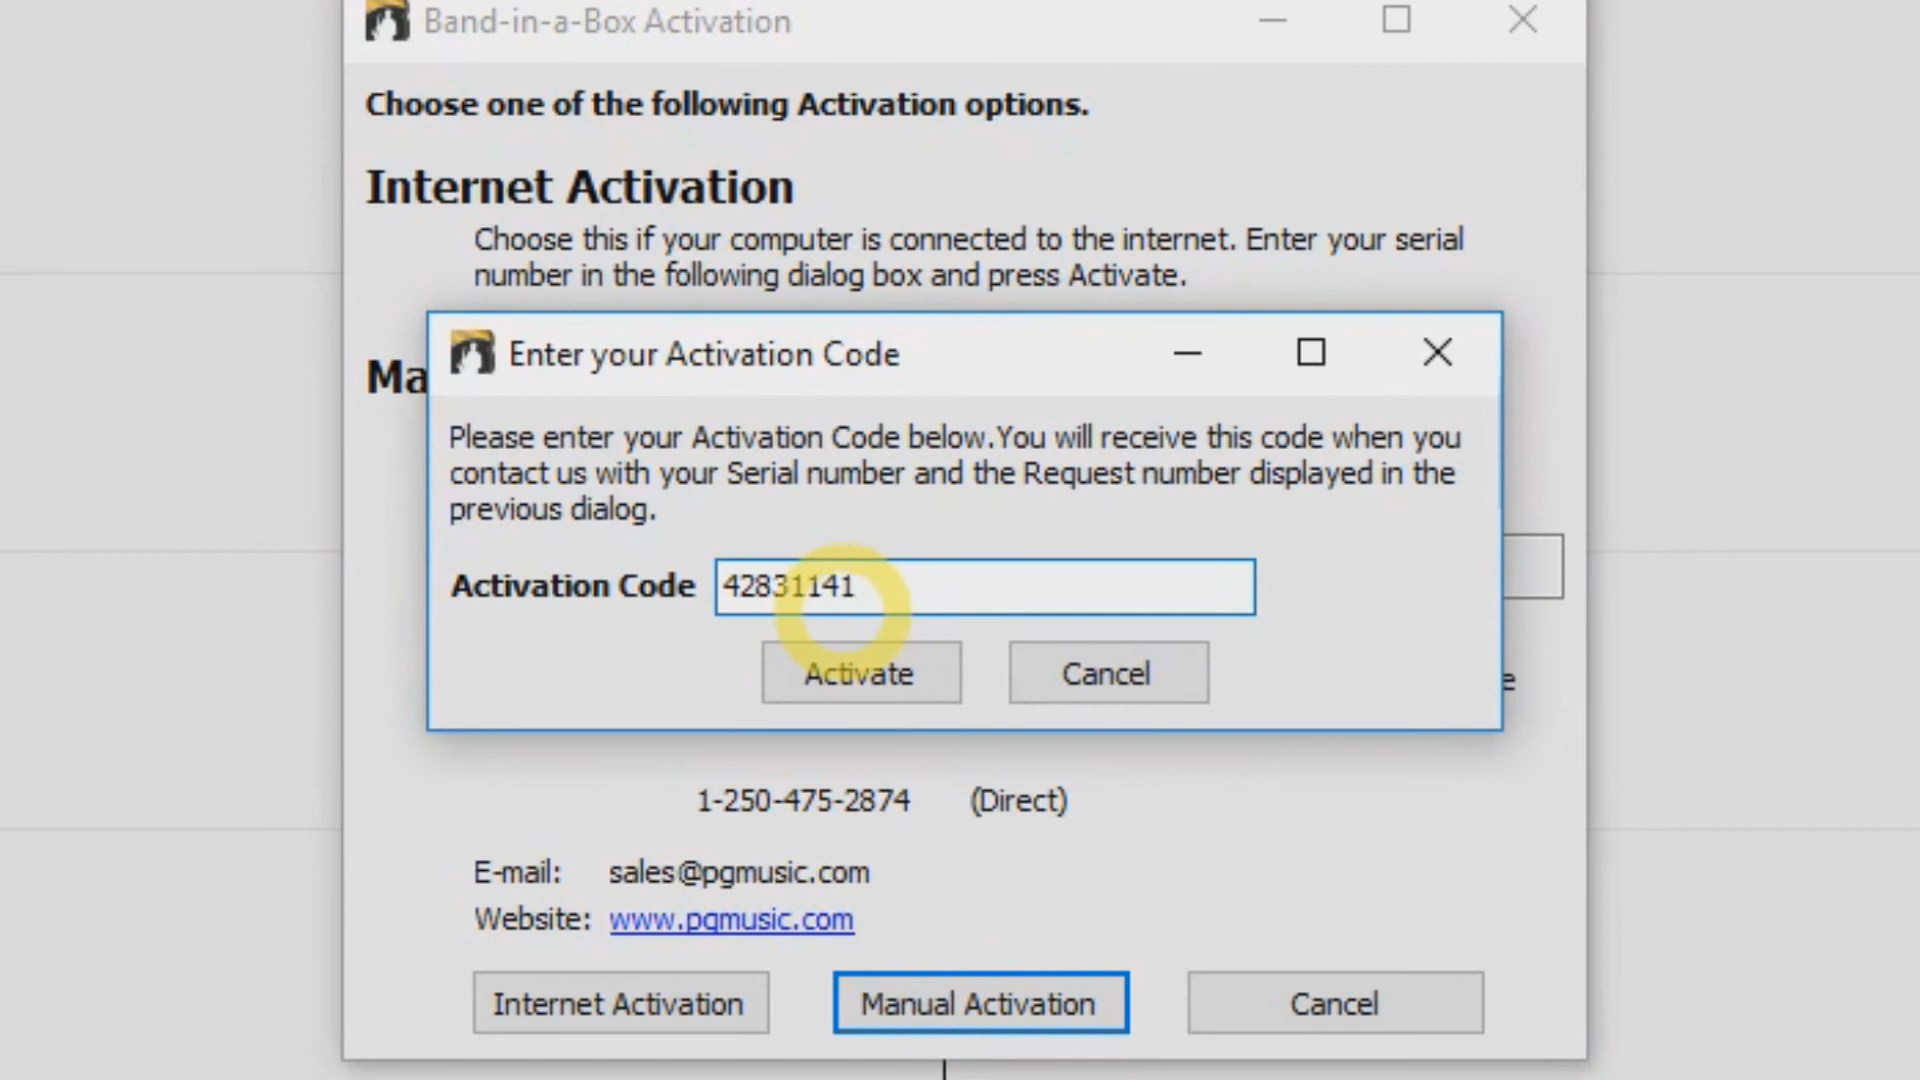 Band-in-a-Box Activation
Choose one of the following Activation options.
Internet Activation
Choose this if your computer is connected to the internet. Enter your serial
number in the following dialog box and press Activate.
Ma
Enter your Activation Code
Please enter your Activation Code below.You will receive this code when you
contact us with your Serial number and the Request number displayed in the
previous dialog.
Activation Code 42831141
Activate Cancel
e
1-250-475-2874 (Direct)
E-mail: sales@pgmusic.com
Website: www.pgmusic.com
Internet Activation Manual Activation Cancel